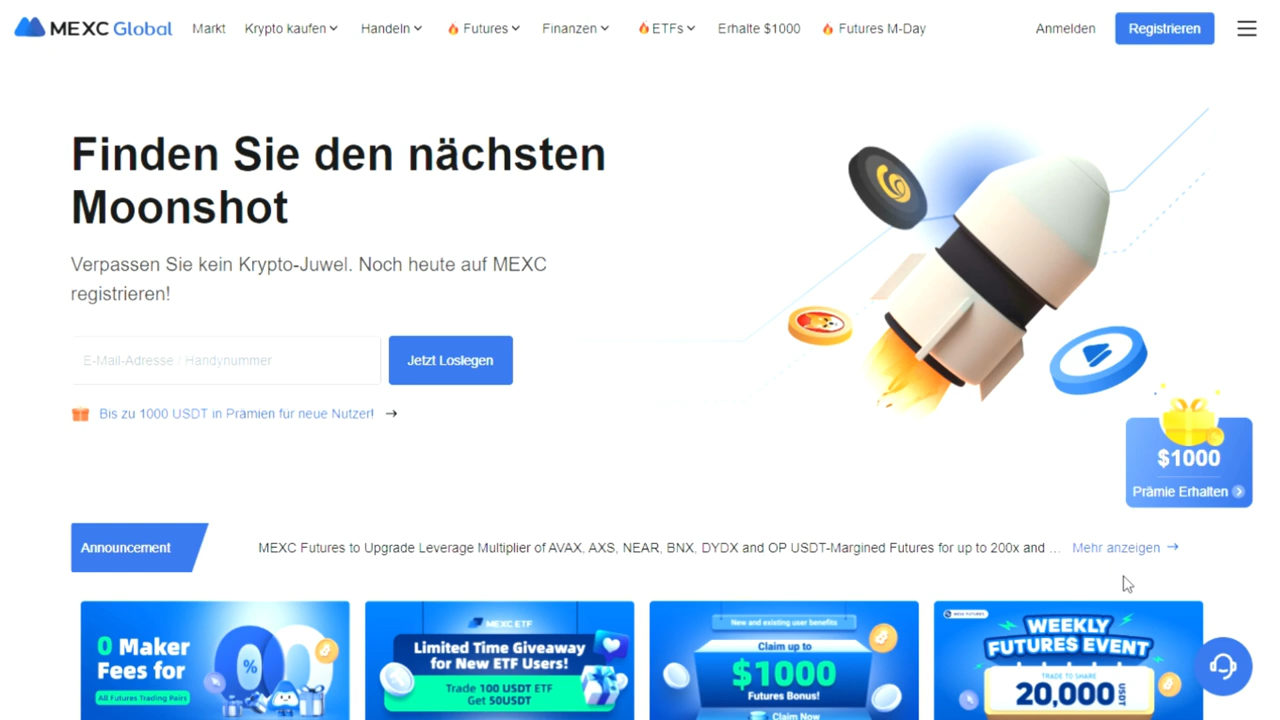 MEXC Global Markt Krypto kaufen Handeln Futures Finanzen ETFs Erhalte $1000 Futures M-Day Anmelden Registrieren
Finden Sie den nächsten
Moonshot
Verpassen Sie kein Krypto-Juwel. Noch heute auf MEXC
registrieren!
E-Mail-Adresse / Handynummer
Jetzt Loslegen
Bis zu 1000 USDT in Prämien für neue Nutzer! →
$1000
Prämie Erhalten
Announcement
MEXC Futures to Upgrade Leverage Multiplier of AVAX, AXS, NEAR, BNX, DYDX and OP USDT-Margined Futures for up to 200x and ...
Mehr anzeigen →
0 Maker
Fees for
All Futures Trading Pairs
%
MEXC ETF
Limited Time Giveaway
for New ETF Users!
Trade 100 USDT ETF
Get 50USDT
New and existing user benefits
Claim up to
$1000
Futures Bonus!
Claim Now
MEXC FUTURES
WEEKLY
FUTURES EVENT
TRADE TO SHARE
20,000 USDT